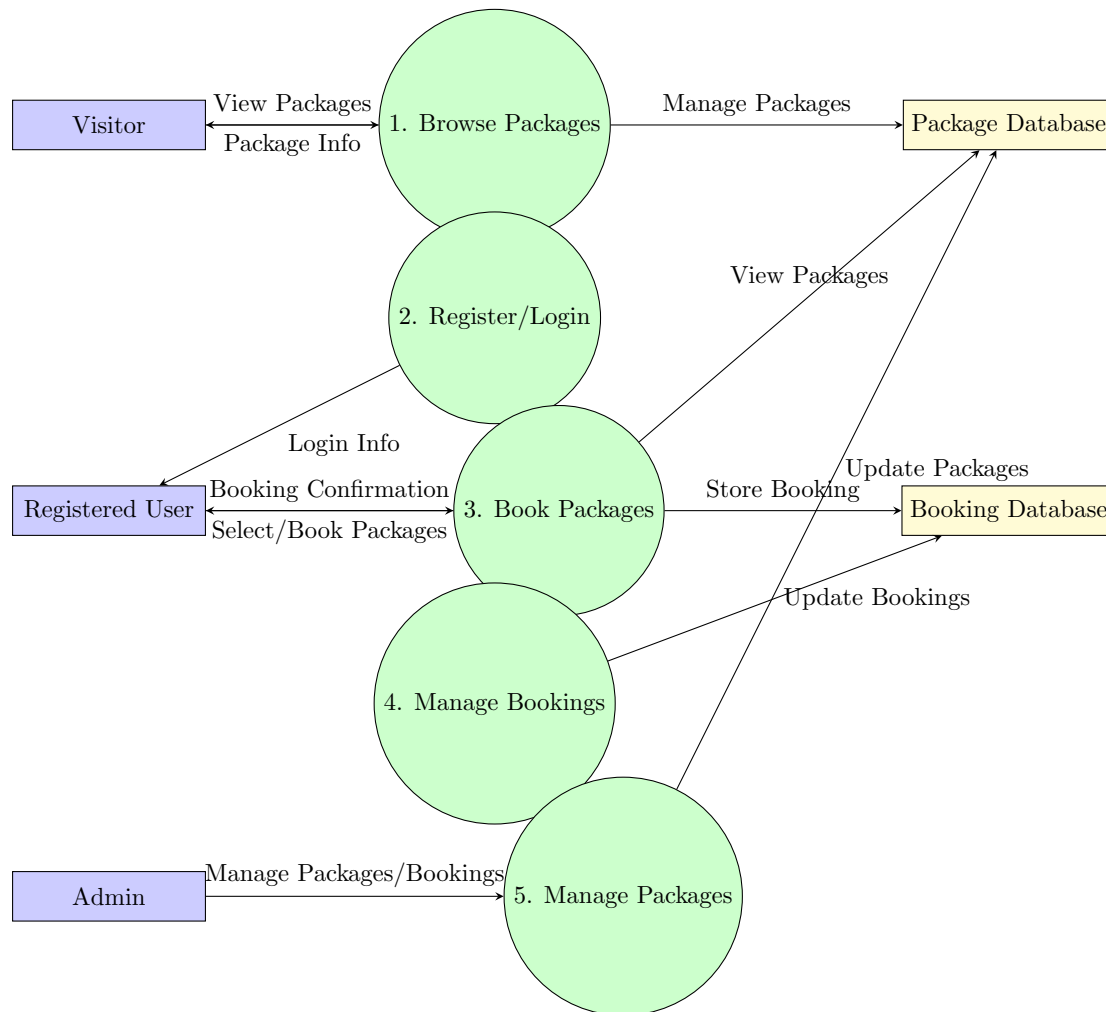 View Packages
Manage Packages
Visitor
1. Browse Packages
Package Database
Package Info
View Packages
2. Register/Login
Login Info
Update Packages
Booking Confirmation
Store Booking
Registered User
3. Book Packages
Booking Database
Select/Book Packages
Update Bookings
4. Manage Bookings
Manage Packages/Bookings
Admin
5. Manage Packages